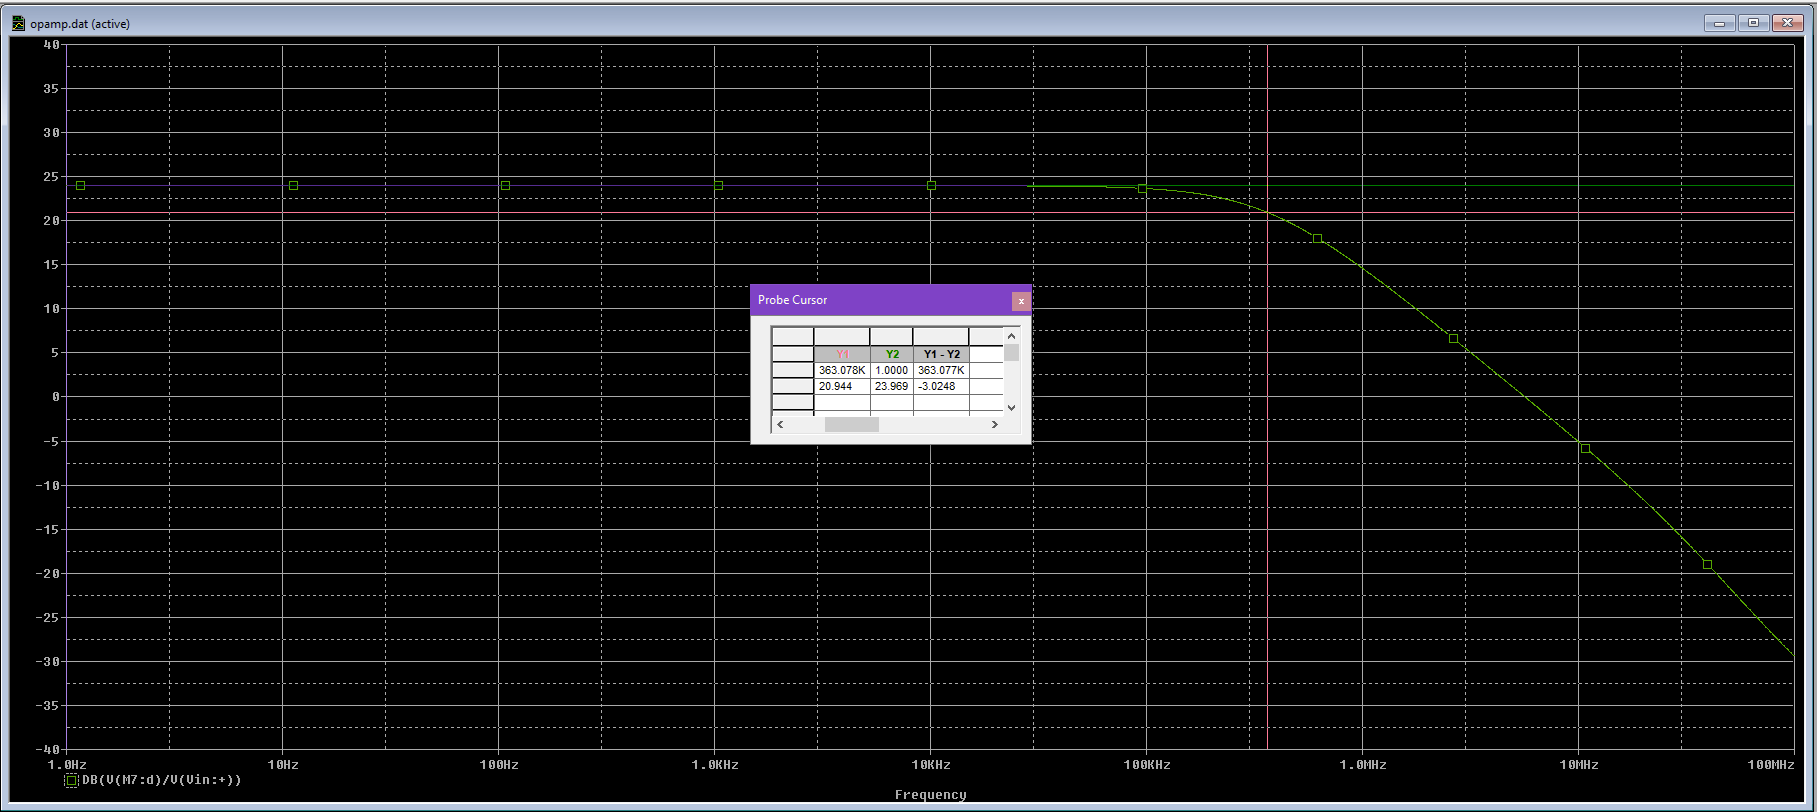 opamp.dat (active)
40
35
30
25
20
15
10
5
0
-5
-10
-15
-20
-25
-30
-35
-40
Probe Cursor
x
Y1 Y2 Y1 - Y2
363.078K 1.0000 363.077K
20.944 23.969 -3.0248
1.0Hz 10Hz 100Hz 1.0KHz 10KHz 100KHz 1.0MHz 10MHz 100MHz
DB(V(M7:d)/V(Vin:+))
Frequency